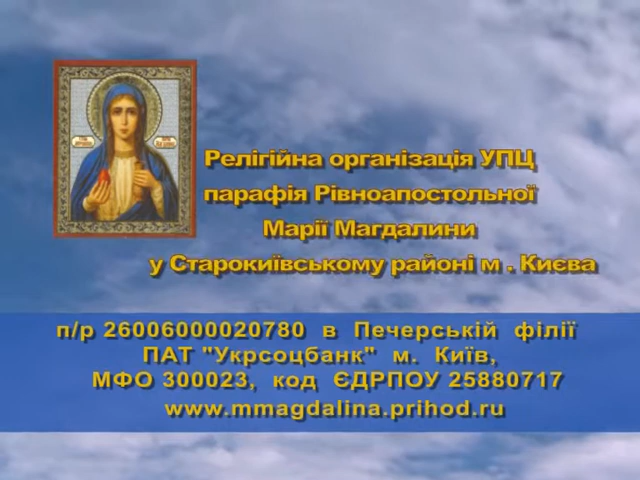 Релігійна організація УПЦ
парафія Рівноапостольної
Марії Магдалини
у Старокиївському районі м . Києва
п/р 26006000020780 в Печерській філії
ПАТ "Укрсоцбанк" м. Київ,
МФО 300023, код ЄДРПОУ 25880717
www.mmagdalina.prihod.ru